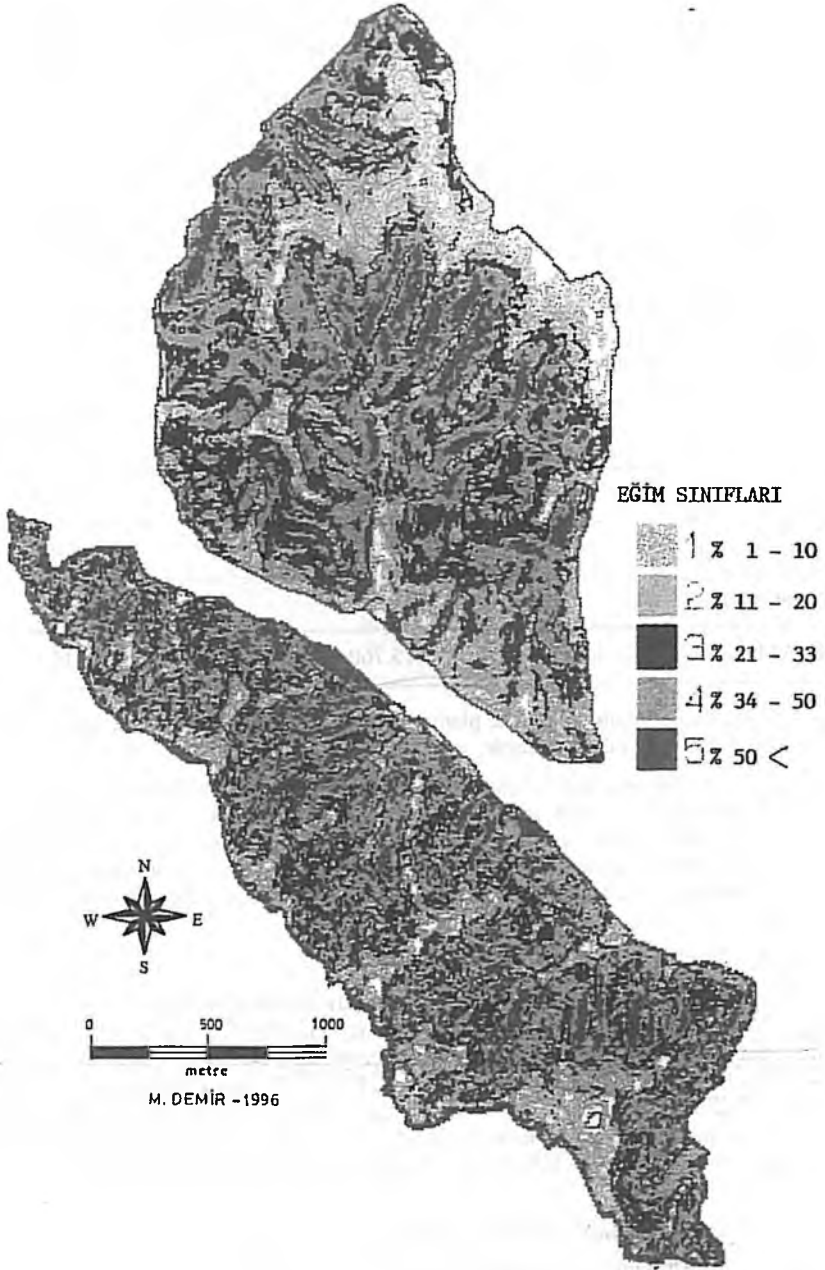 EĞİM SINIFLARI
1 % 1 - 10
2 % 11 - 20
3 % 21 - 33
4 % 34 - 50
5 % 50 <
N
W E
S
0 500 1000
metre
M. DEMİR -1996